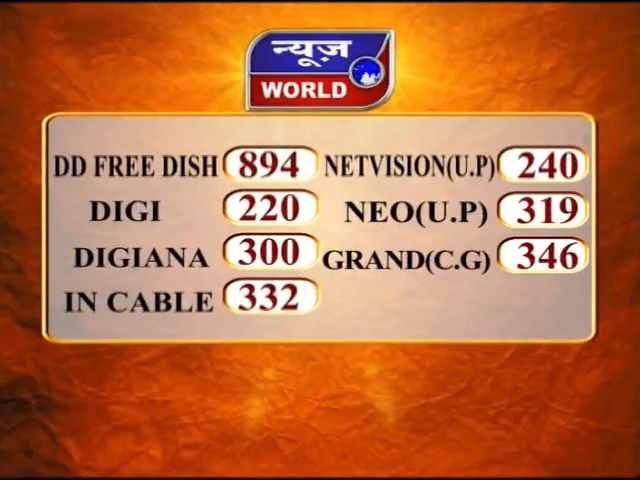 न्यूज़
WORLD
DD FREE DISH 894 NETVISION(U.P) 240
DIGI 220 NEO(U.P) 319
DIGIANA 300 GRAND(C.G) 346
IN CABLE 332